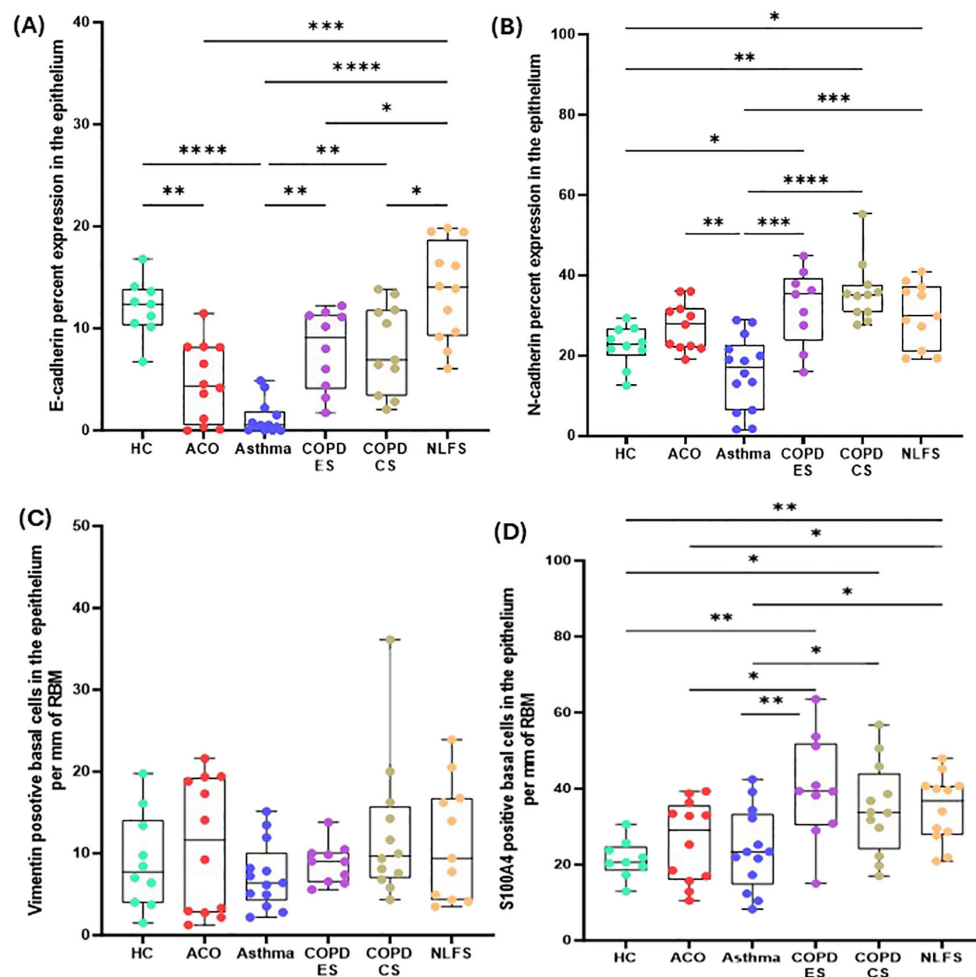 (A)
E-cadherin percent expression in the epithelium
40
30
20
10
0
***
****
*
****
**
**
**
*
HC
ACO
Asthma
COPD
ES
COPD
CS
NLFS
(B)
N-cadherin percent expression in the epithelium
100
80
60
40
20
0
*
**
***
*
****
**
***
HC
ACO
Asthma
COPD
ES
COPD
CS
NLFS
(C)
Vimentin posotive basal cells in the epeithelium
per mm of RBM
50
40
30
20
10
0
HC
ACO
Asthma
COPD
ES
COPD
CS
NLFS
(D)
S100A4 positive basal cells in the epithelium
per mm of RBM
100
80
60
40
20
0
**
*
*
*
**
*
*
**
HC
ACO
Asthma
COPD
ES
COPD
CS
NLFS